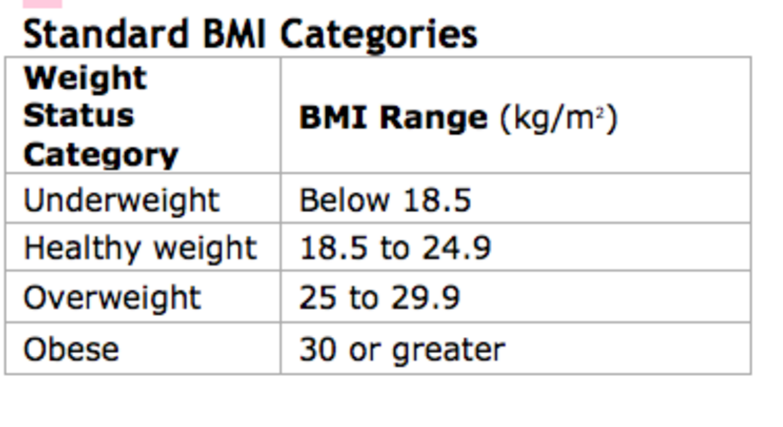 Standard BMI Categories
Weight
Status
Category
BMI Range (kg/m²)
Underweight
Below 18.5
Healthy weight
18.5 to 24.9
Overweight
25 to 29.9
Obese
30 or greater